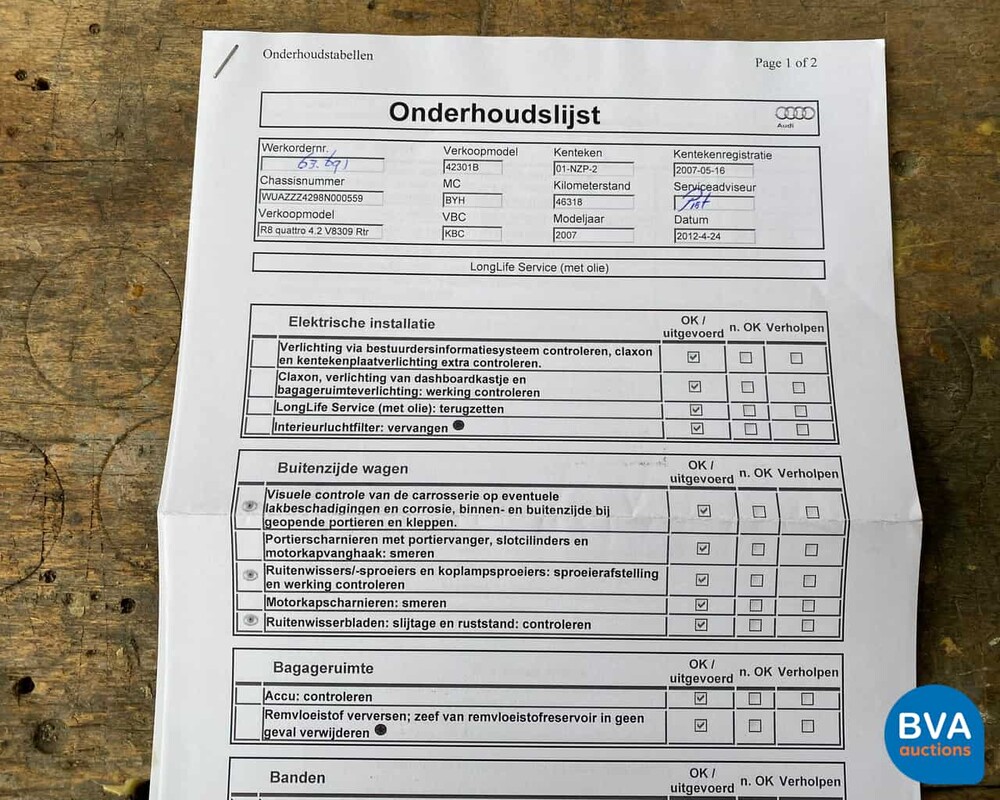 Onderhoudstabellen
Page 1 of 2
Onderhoudslijst
Audi
Werkordernr. Verkoopmodel Kenteken Kentekenregistratie
63.691 42301B 01-NZP-2 2007-05-16
Chassisnummer MC Kilometerstand Serviceadviseur
WUAZZZ4298N000559 BYH 46318
Verkoopmodel VBC Modeljaar Datum
R8 quattro 4.2 V8309 Rtr KBC 2007 2012-4-24
LongLife Service (met olie)
Elektrische installatie OK / uitgevoerd n. OK Verholpen
Verlichting via bestuurdersinformatiesysteem controleren, claxon
en kentekenplaatverlichting extra controleren.
Claxon, verlichting van dashboardkastje en
bagageruimteverlichting: werking controleren
LongLife Service (met olie): terugzetten
Interieurluchtfilter: vervangen
Buitenzijde wagen OK / uitgevoerd n. OK Verholpen
Visuele controle van de carrosserie op eventuele
lakbeschadigingen en corrosie, binnen- en buitenzijde bij
geopende portieren en kleppen.
Portierscharnieren met portiervanger, slotcilinders en
motorkapvanghaak: smeren
Ruitenwissers/-sproeiers en koplampsproeiers: sproeierafstelling
en werking controleren
Motorkapscharnieren: smeren
Ruitenwisserbladen: slijtage en ruststand: controleren
Bagageruimte OK / uitgevoerd n. OK Verholpen
Accu: controleren
Remvloeistof verversen; zeef van remvloeistofreservoir in geen
geval verwijderen
Banden OK / uitgevoerd n. OK Verholpen
BVA
auctions